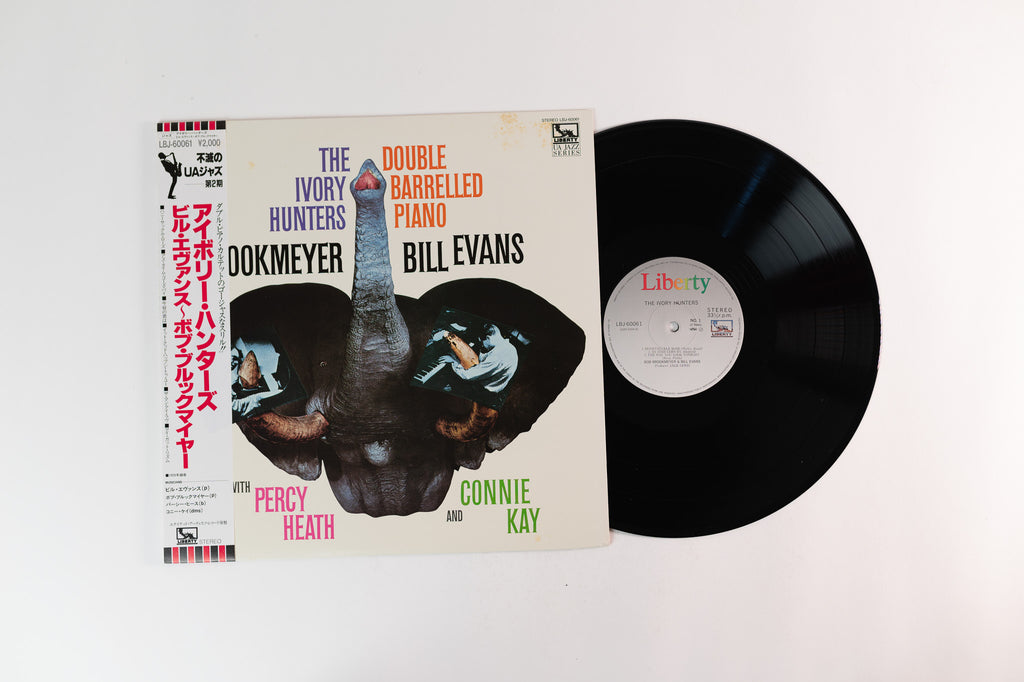 LBJ-60061 ¥2,000
不滅の
UAジャズ
第2期
ダブル・ピアノ・カルテットのゴージャスなスリル!!
アイボリー・ハンターズ
ビル・エヴァンス〜ボブ・ブルックマイヤー
MUSICIANS
ビル・エヴァンス(p)
ボブ・ブルックマイヤー(p)
パーシー・ヒース(b)
コニー・ケイ(dms)
LIBERTY STEREO
STEREO LBJ-60061
LIBERTY
UA JAZZ
SERIES
THE DOUBLE
IVORY BARRELLED
HUNTERS PIANO
OOKMEYER BILL EVANS
WITH PERCY HEATH
AND CONNIE KAY
Liberty
THE IVORY HUNTERS
LBJ-60061
NO. 1
STEREO
33⅓ r.p.m.
BOB BROOKMEYER & BILL EVANS